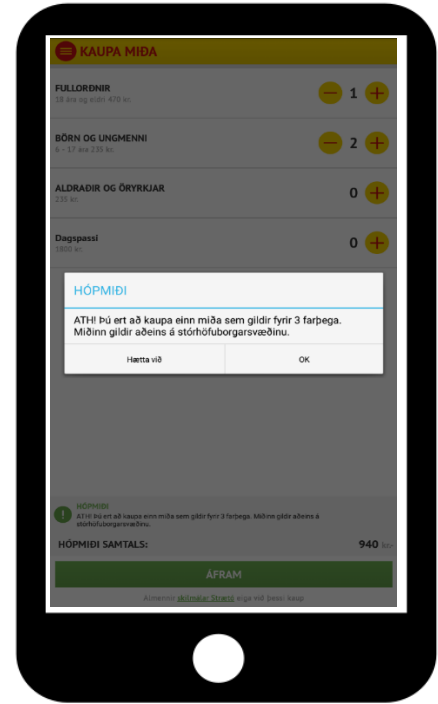 KAUPA MIÐA
FULLORÐNIR
18 ára og eldri 470 kr.
1
BÖRN OG UNGMENNI
6 - 17 ára 235 kr.
2
ALDRAÐIR OG ÖRYRKJAR
235 kr.
0
Dagspassi
1800 kr.
0
HÓPMIÐI
ATH! Þú ert að kaupa einn miða sem gildir fyrir 3 farþega.
Miðinn gildir aðeins á stórhöfuborgarsvæðinu.
Hætta við
OK
HÓPMIÐI
ATH! Þú ert að kaupa einn miða sem gildir fyrir 3 farþega. Miðinn gildir aðeins á
stórhöfuborgarsvæðinu.
HÓPMIÐI SAMTALS:
940 kr.
ÁFRAM
Almennir skilmálar Strætó eiga við þessi kaup